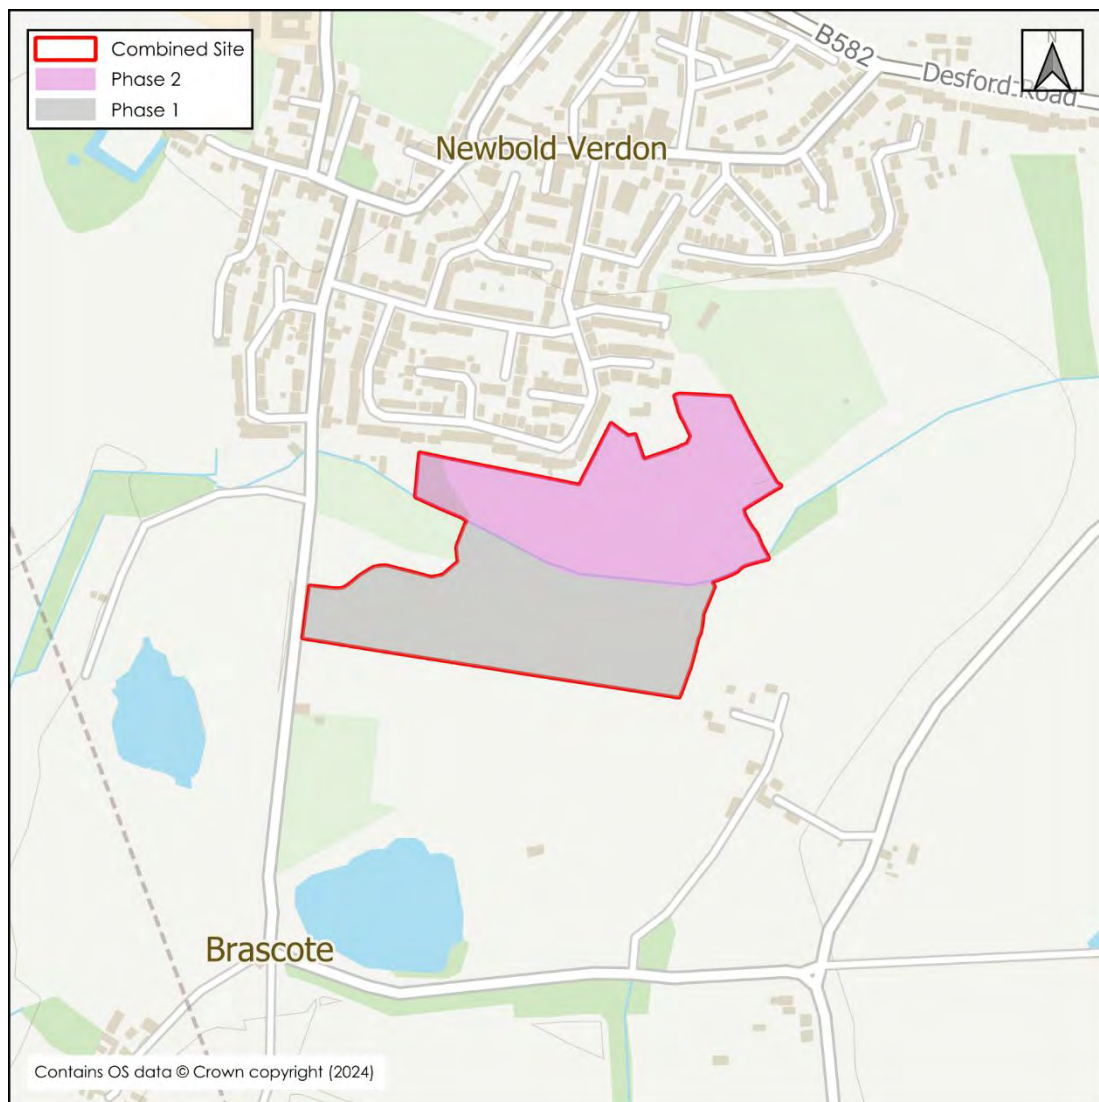 Combined Site
Phase 2
Phase 1
N
B582
Desford Road
Newbold Verdon
Brascote
Contains OS data © Crown copyright (2024)